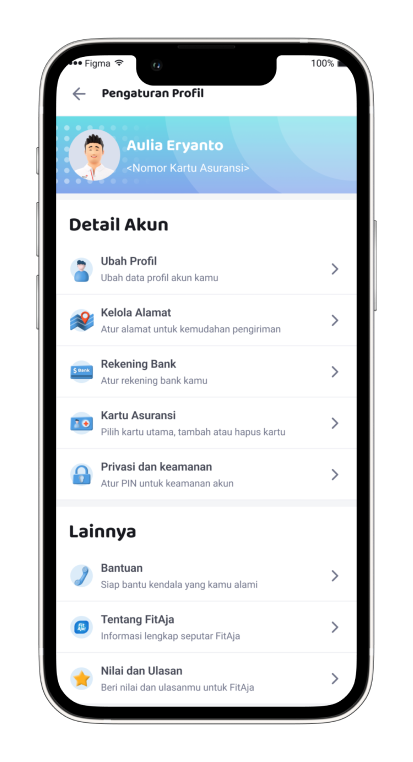 Figma 100%
Pengaturan Profil
Aulia Eryanto
<Nomor Kartu Asuransi>
Detail Akun
Ubah Profil
Ubah data profil akun kamu
Kelola Alamat
Atur alamat untuk kemudahan pengiriman
$ Bank
Rekening Bank
Atur rekening bank kamu
Kartu Asuransi
Pilih kartu utama, tambah atau hapus kartu
Privasi dan keamanan
Atur PIN untuk keamanan akun
Lainnya
Bantuan
Siap bantu kendala yang kamu alami
Tentang FitAja
Informasi lengkap seputar FitAja
Nilai dan Ulasan
Beri nilai dan ulasanmu untuk FitAja